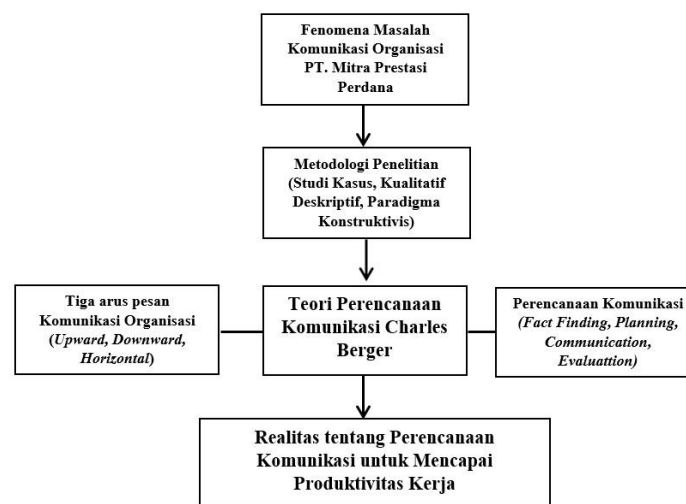 Fenomena Masalah
Komunikasi Organisasi
PT. Mitra Prestasi
Perdana
Metodologi Penelitian
(Studi Kasus, Kualitatif
Deskriptif, Paradigma
Konstruktivis)
Tiga arus pesan
Komunikasi Organisasi
(Upward, Downward,
Horizontal)
Teori Perencanaan
Komunikasi Charles
Berger
Perencanaan Komunikasi
(Fact Finding, Planning,
Communication,
Evaluattion)
Realitas tentang Perencanaan
Komunikasi untuk Mencapai
Produktivitas Kerja